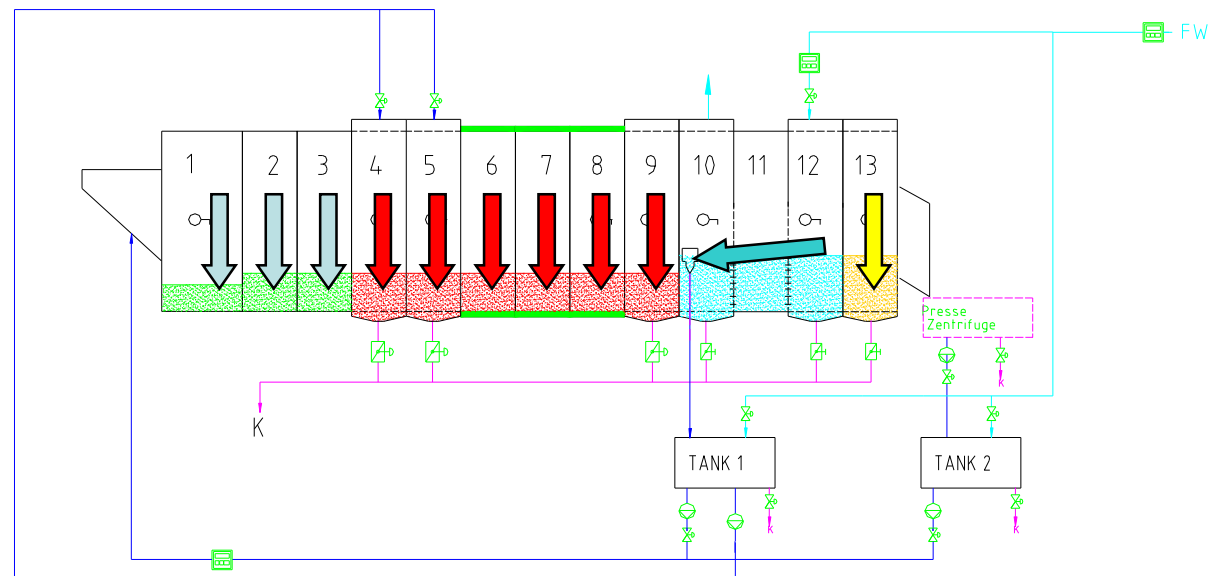 FW
1 2 3 4 5 6 7 8 9 10 11 12 13
Presse
Zentrifuge
K
K
TANK 1
TANK 2
K
K